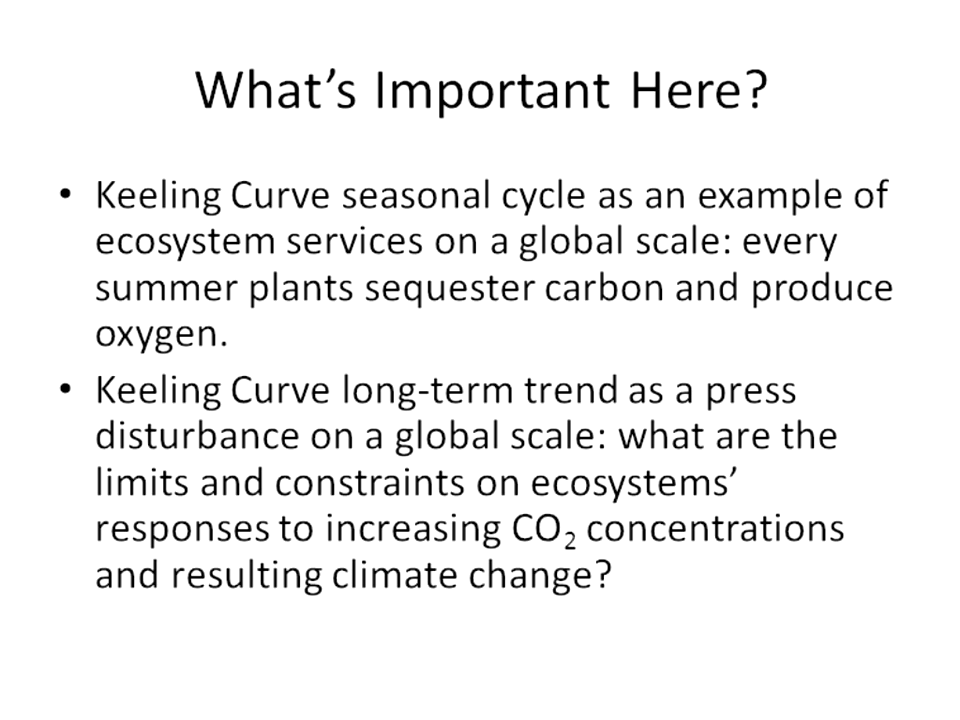 What’s Important Here?
• Keeling Curve seasonal cycle as an example of
ecosystem services on a global scale: every
summer plants sequester carbon and produce
oxygen.
• Keeling Curve long-term trend as a press
disturbance on a global scale: what are the
limits and constraints on ecosystems’
responses to increasing CO₂ concentrations
and resulting climate change?